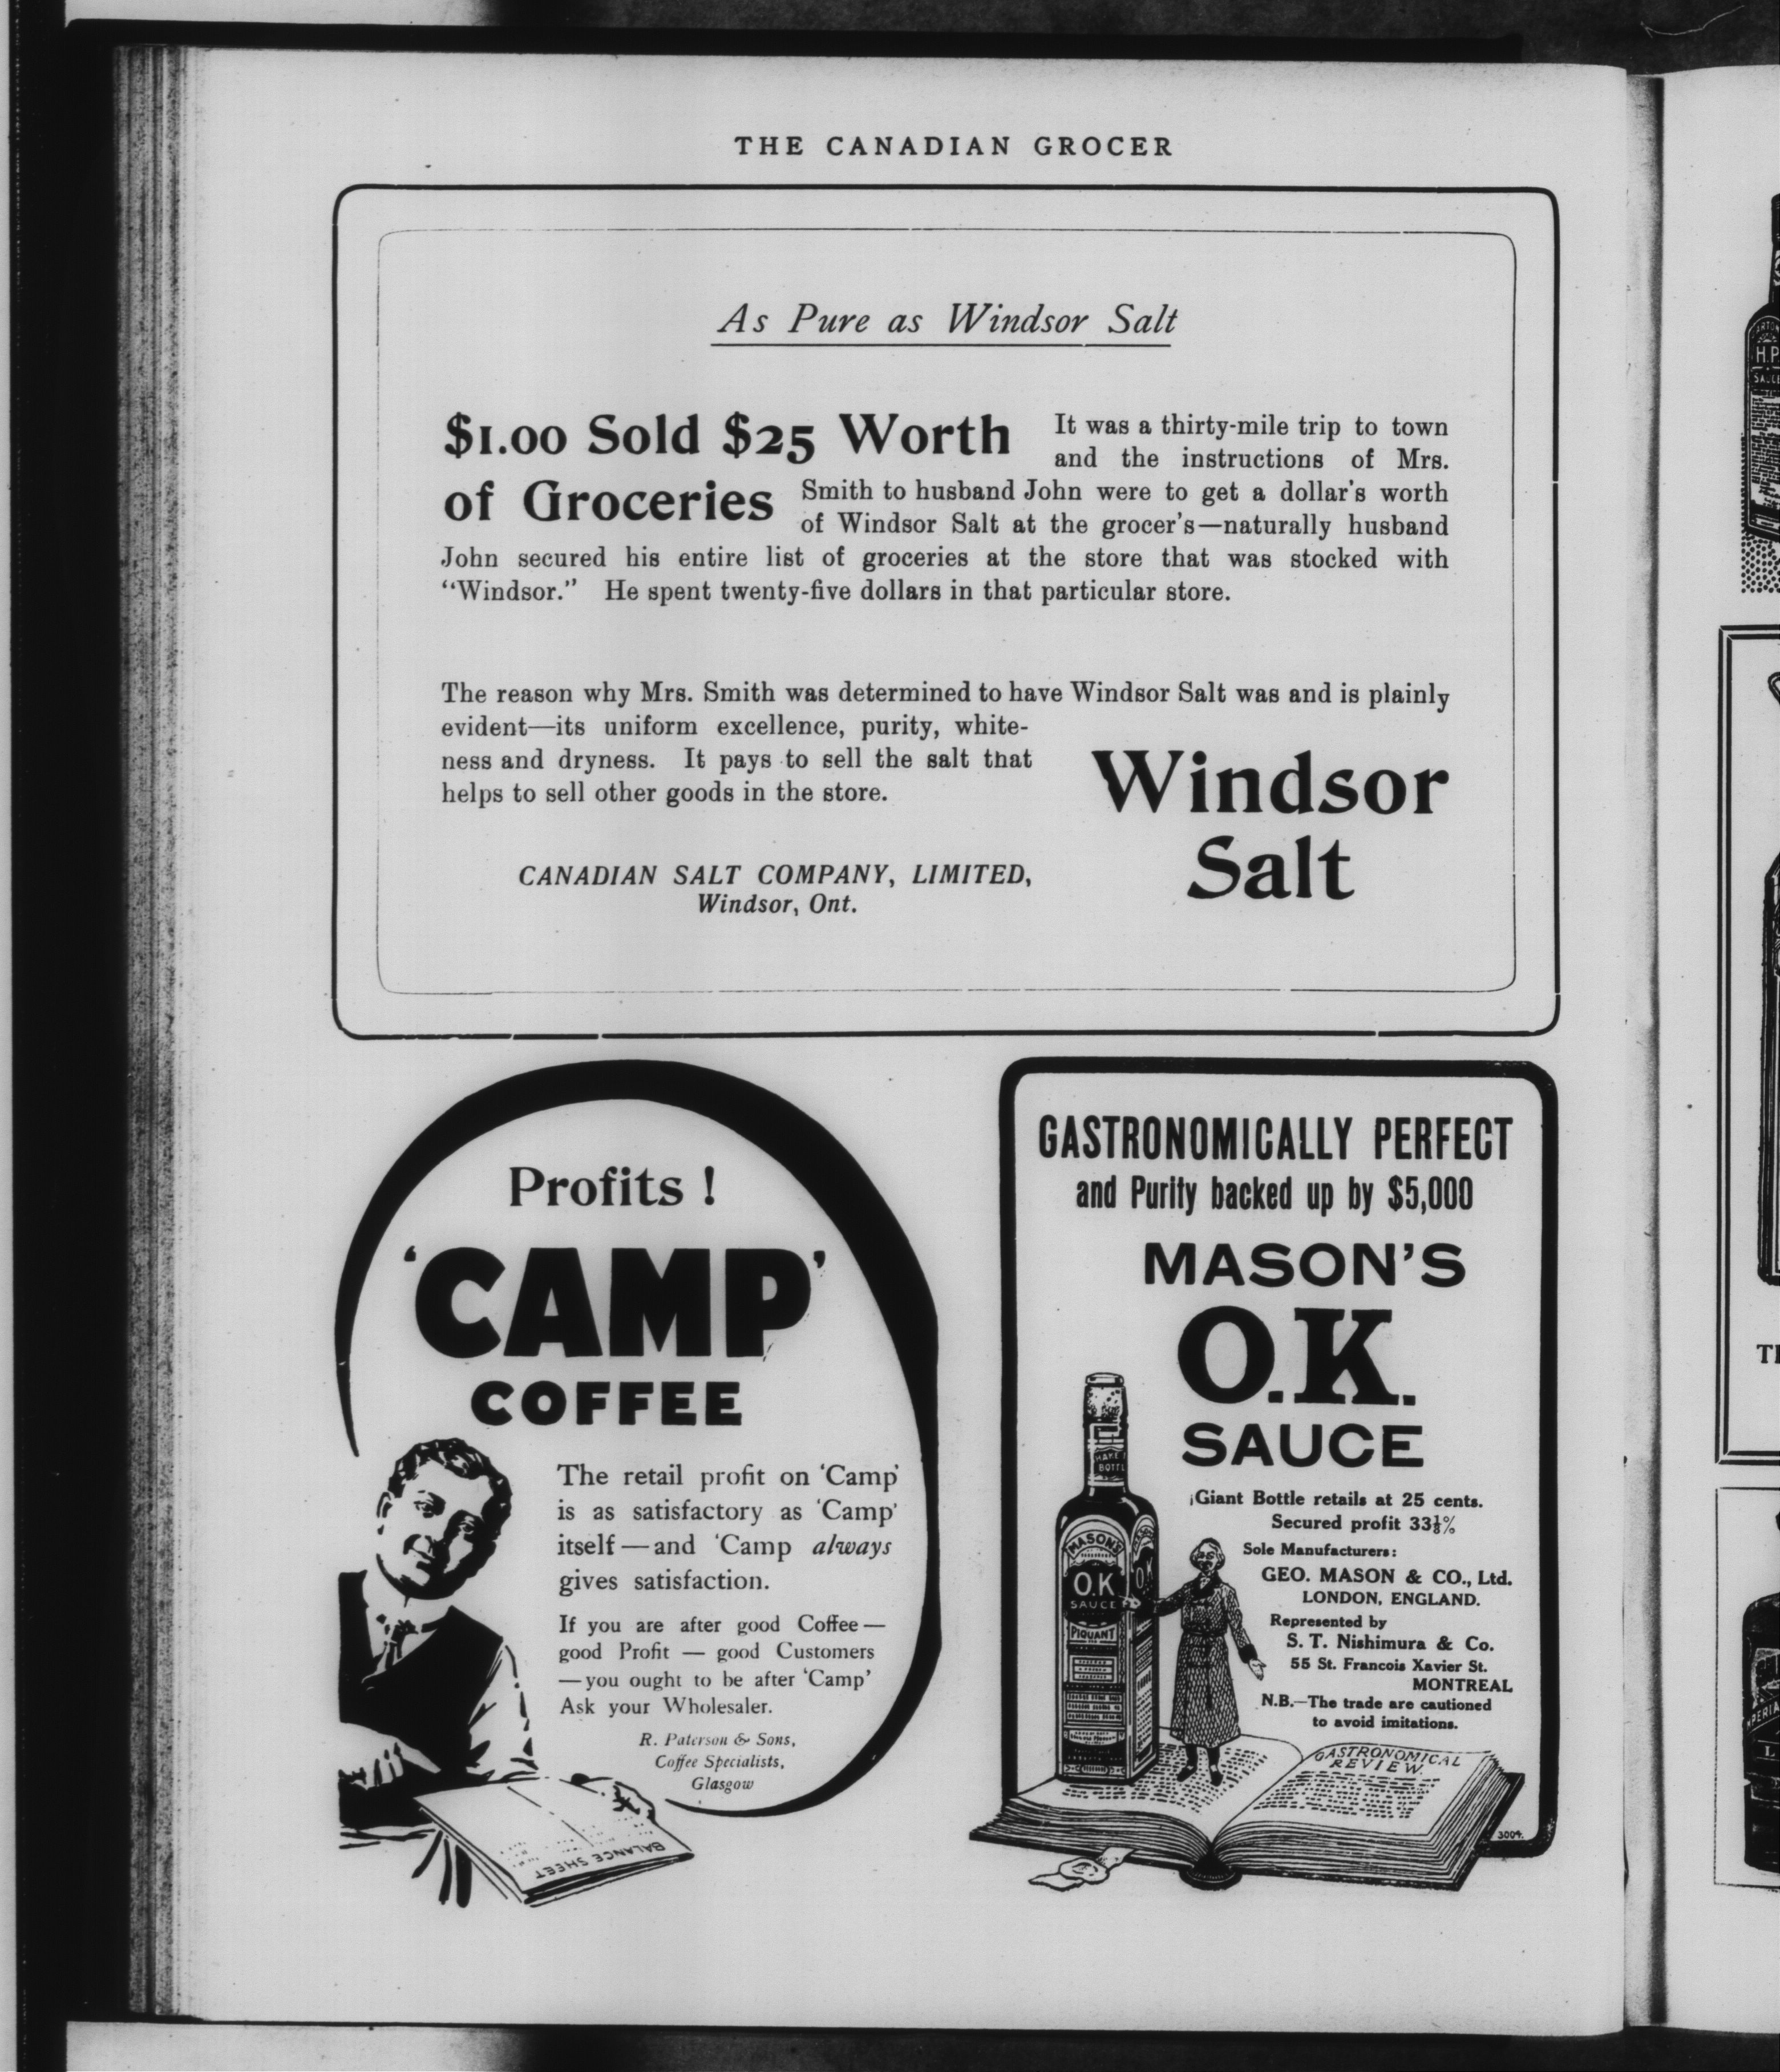 THE CANADIAN GROCER
As Pure as Windsor Salt
$1.00 Sold $25 Worth
of Groceries
It was a thirty-mile trip to town
and the instructions of Mrs.
Smith to husband John were to get a dollar's worth
of Windsor Salt at the grocer's—naturally husband
John secured his entire list of groceries at the store that was stocked with
"Windsor." He spent twenty-five dollars in that particular store.
The reason why Mrs. Smith was determined to have Windsor Salt was and is plainly
evident—its uniform excellence, purity, white-
ness and dryness. It pays to sell the salt that
helps to sell other goods in the store.
CANADIAN SALT COMPANY, LIMITED,
Windsor, Ont.
Windsor
Salt
Profits !
'CAMP'
COFFEE
The retail profit on 'Camp'
is as satisfactory as 'Camp'
itself—and 'Camp always
gives satisfaction.
If you are after good Coffee—
good Profit — good Customers
—you ought to be after 'Camp'
Ask your Wholesaler.
R. Paterson & Sons,
Coffee Specialists,
Glasgow
BALANCE SHEET
GASTRONOMICALLY PERFECT
and Purity backed up by $5,000
MASON'S
O.K.
SAUCE
Giant Bottle retails at 25 cents.
Secured profit 33⅓%
Sole Manufacturers:
GEO. MASON & CO., Ltd.
LONDON, ENGLAND.
Represented by
S. T. Nishimura & Co.
55 St. Francois Xavier St.
MONTREAL
N.B.—The trade are cautioned
to avoid imitations.
MASON'S
O.K
SAUCE
PIQUANT
OK
GASTRONOMICAL
REVIEW.
3004.
H.P